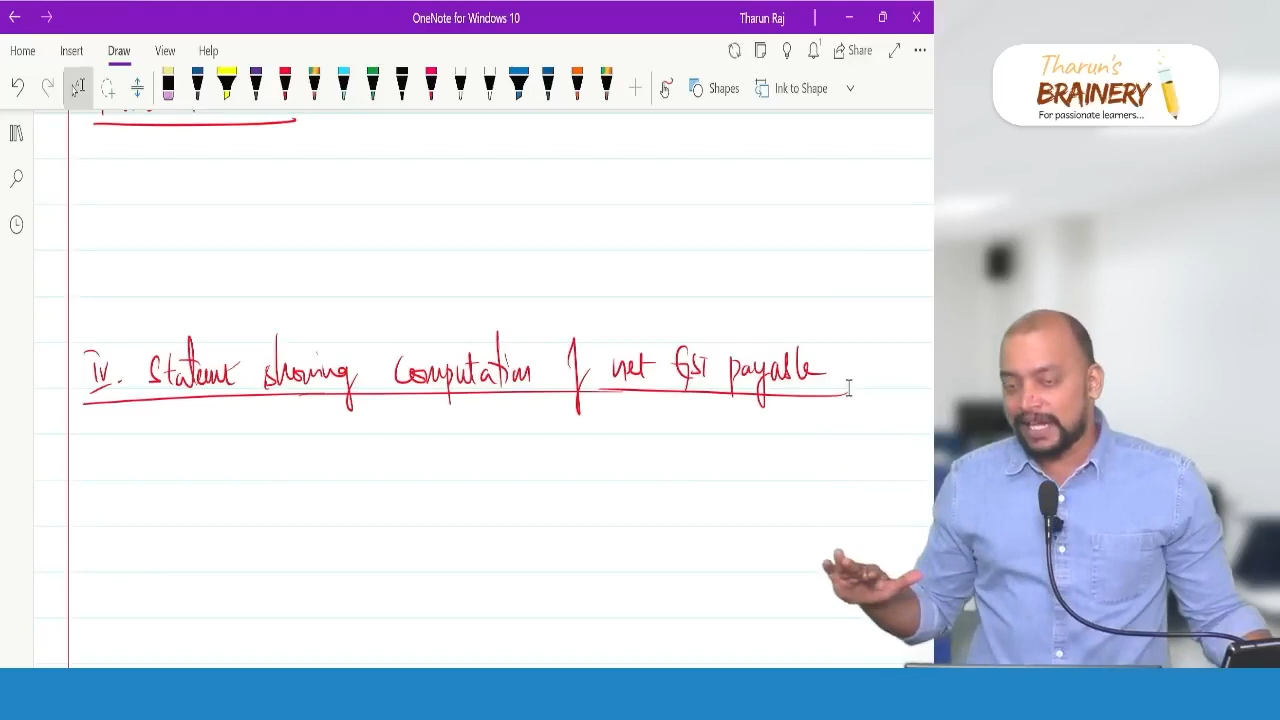 OneNote for Windows 10
Tharun Raj
Home Insert Draw View Help
Share
Shapes
Ink to Shape
Tharun's
BRAINERY
For passionate learners...
iv. Statemt showing computation of net GST payable